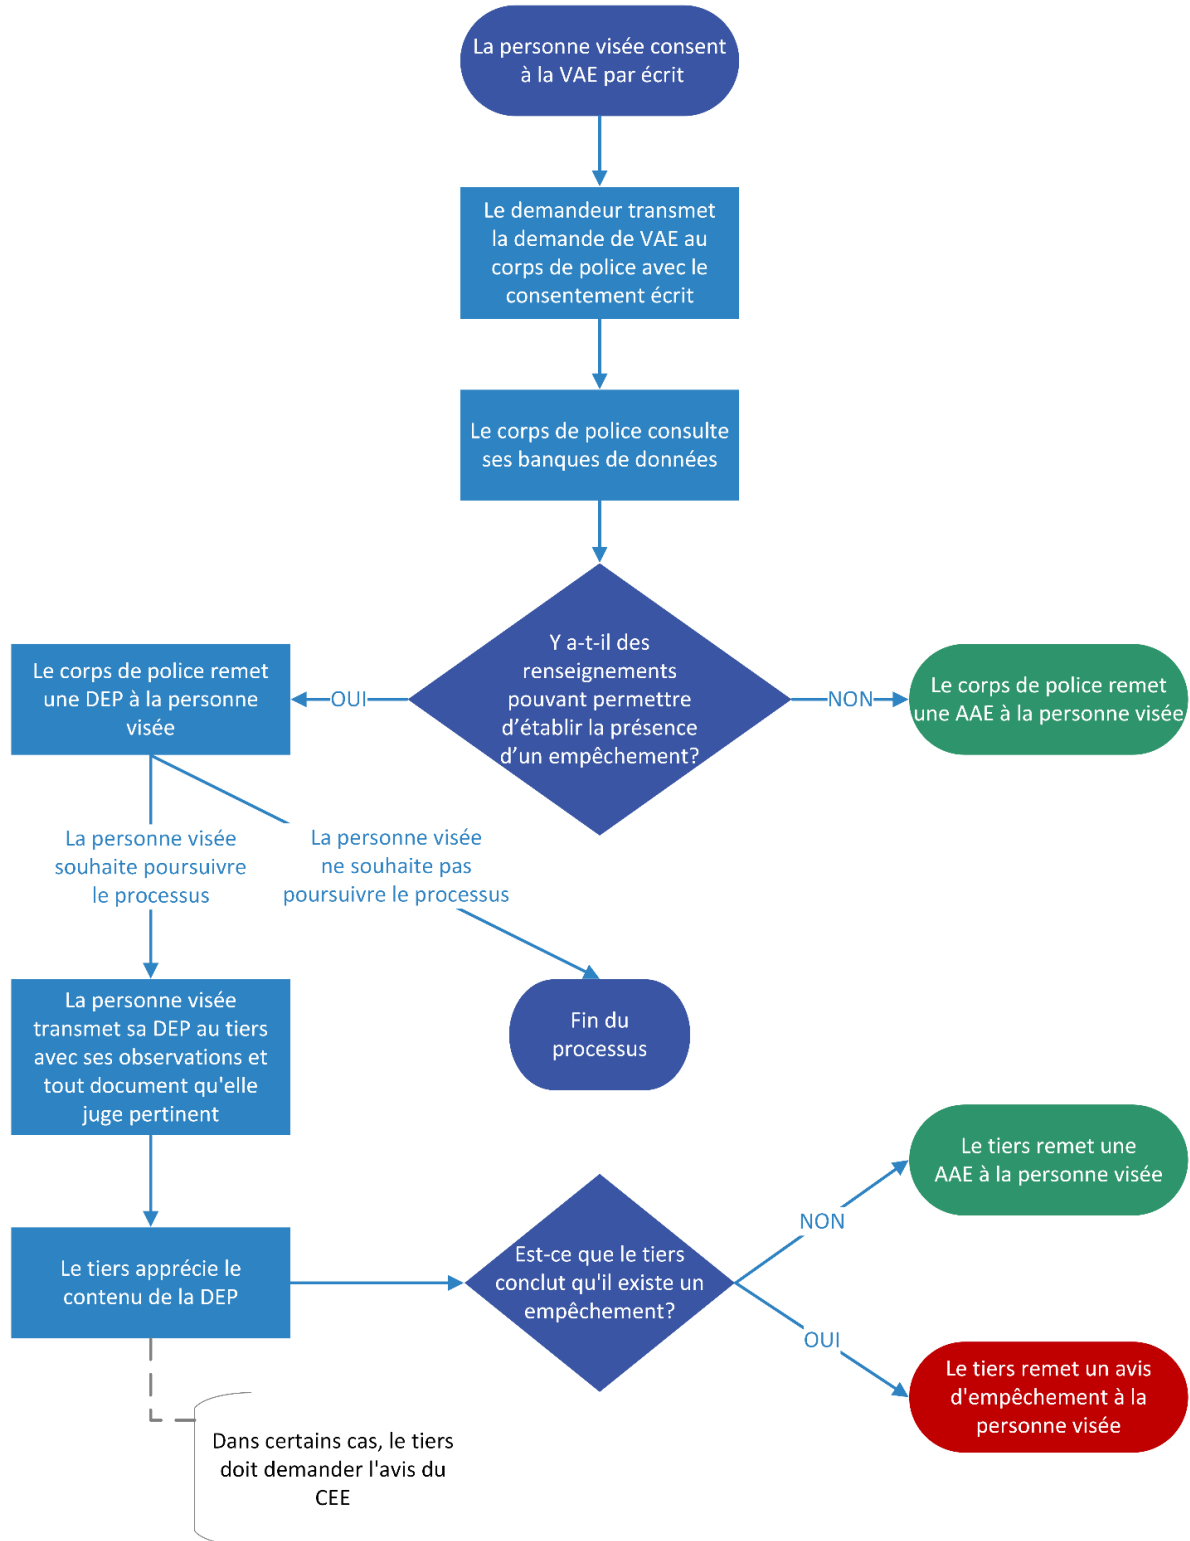 La personne visée consent
à la VAE par écrit
Le demandeur transmet
la demande de VAE au
corps de police avec le
consentement écrit
Le corps de police consulte
ses banques de données
Y a-t-il des
renseignements
pouvant permettre
d’établir la présence
d’un empêchement?
OUI
NON
Le corps de police remet
une DEP à la personne
visée
Le corps de police remet
une AAE à la personne visée
La personne visée
souhaite poursuivre
le processus
La personne visée
ne souhaite pas
poursuivre le processus
La personne visée
transmet sa DEP au tiers
avec ses observations et
tout document qu'elle
juge pertinent
Fin du
processus
Le tiers apprécie le
contenu de la DEP
Est-ce que le tiers
conclut qu'il existe un
empêchement?
NON
Le tiers remet une
AAE à la personne visée
OUI
Le tiers remet un avis
d'empêchement à la
personne visée
Dans certains cas, le tiers
doit demander l'avis du
CEE